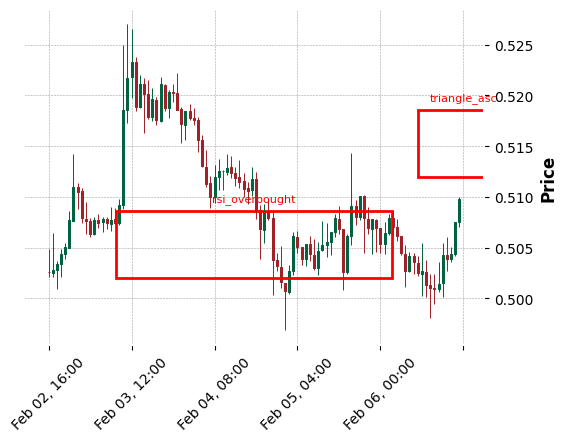 0.525
triangle_asc
0.520
0.515
rsi_overbought
0.510
0.505
0.500
Price
Feb 02, 16:00
Feb 03, 12:00
Feb 04, 08:00
Feb 05, 04:00
Feb 06, 00:00